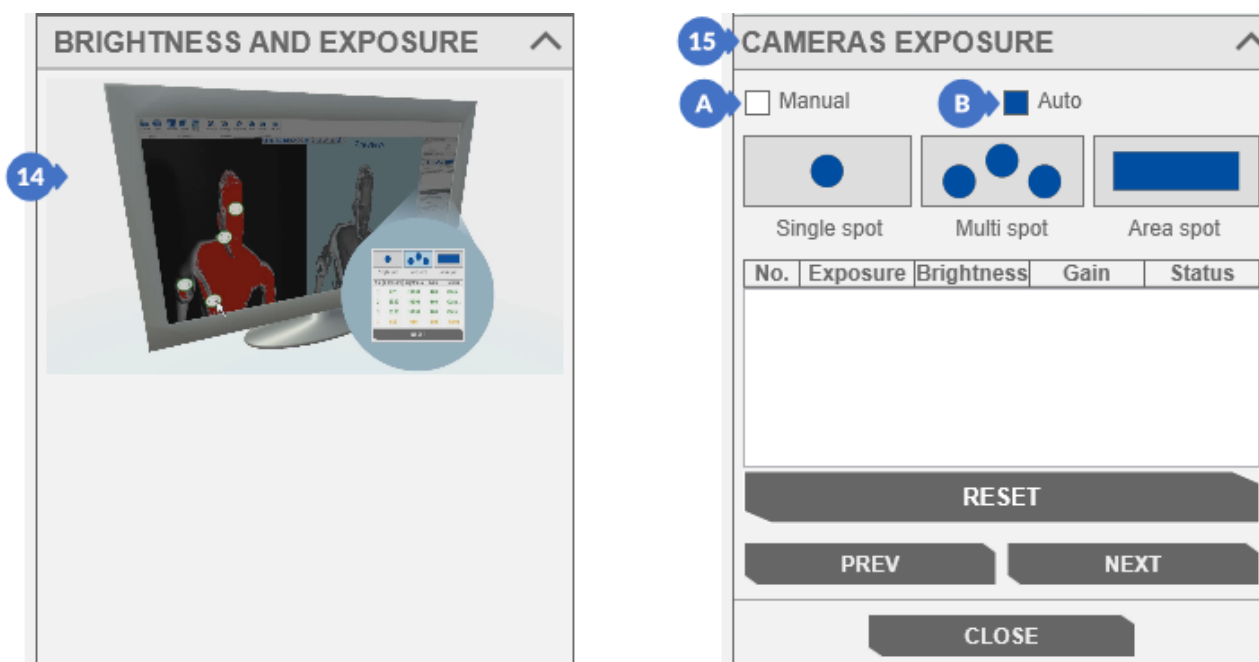 BRIGHTNESS AND EXPOSURE
14
15 CAMERAS EXPOSURE
A Manual B Auto
Single spot Multi spot Area spot
No. Exposure Brightness Gain Status
RESET
PREV NEXT
CLOSE